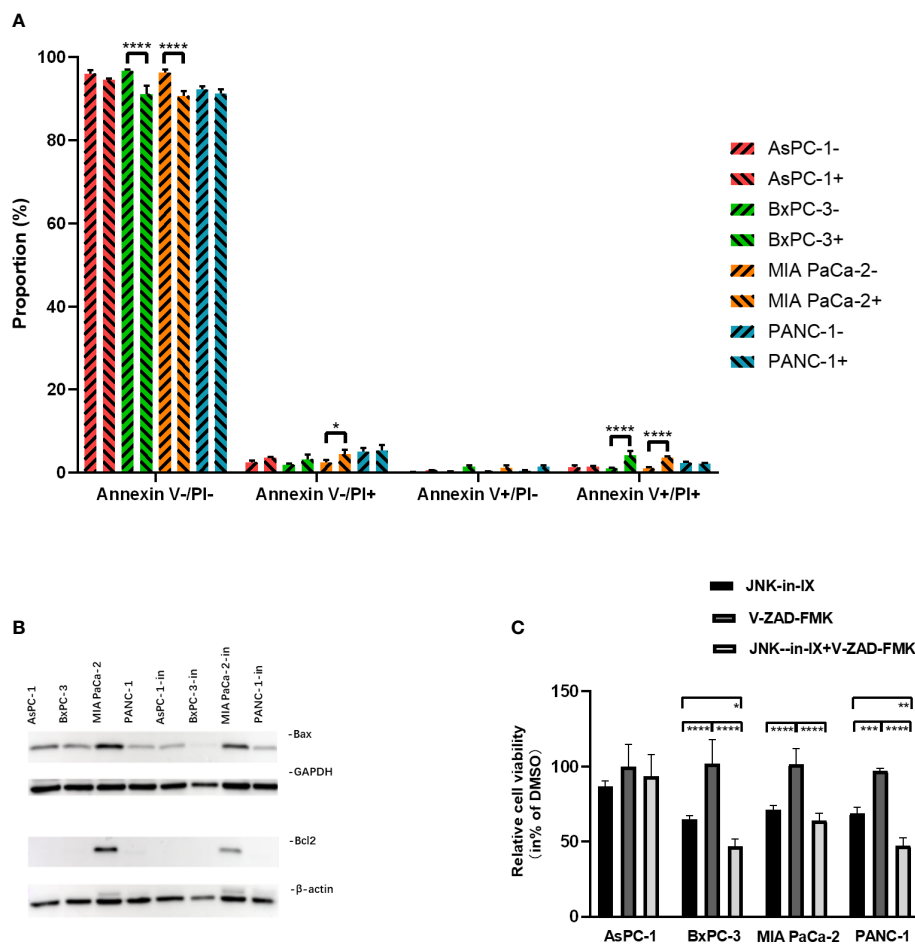 A
**** ****
100
80
60
40
20
0
Proportion (%)
* **** ****
Annexin V-/PI- Annexin V-/PI+ Annexin V+/PI- Annexin V+/PI+
AsPC-1-
AsPC-1+
BxPC-3-
BxPC-3+
MIA PaCa-2-
MIA PaCa-2+
PANC-1-
PANC-1+
B
AsPC-1
BxPC-3
MIA PaCa-2
PANC-1
AsPC-1-in
BxPC-3-in
MIA PaCa-2-in
PANC-1-in
-Bax
-GAPDH
-Bcl2
-β-actin
C
JNK-in-IX
V-ZAD-FMK
JNK--in-IX+V-ZAD-FMK
Relative cell viability
(in% of DMSO)
150
100
50
0
* **
**** **** **** **** *** ****
AsPC-1 BxPC-3 MIA PaCa-2 PANC-1